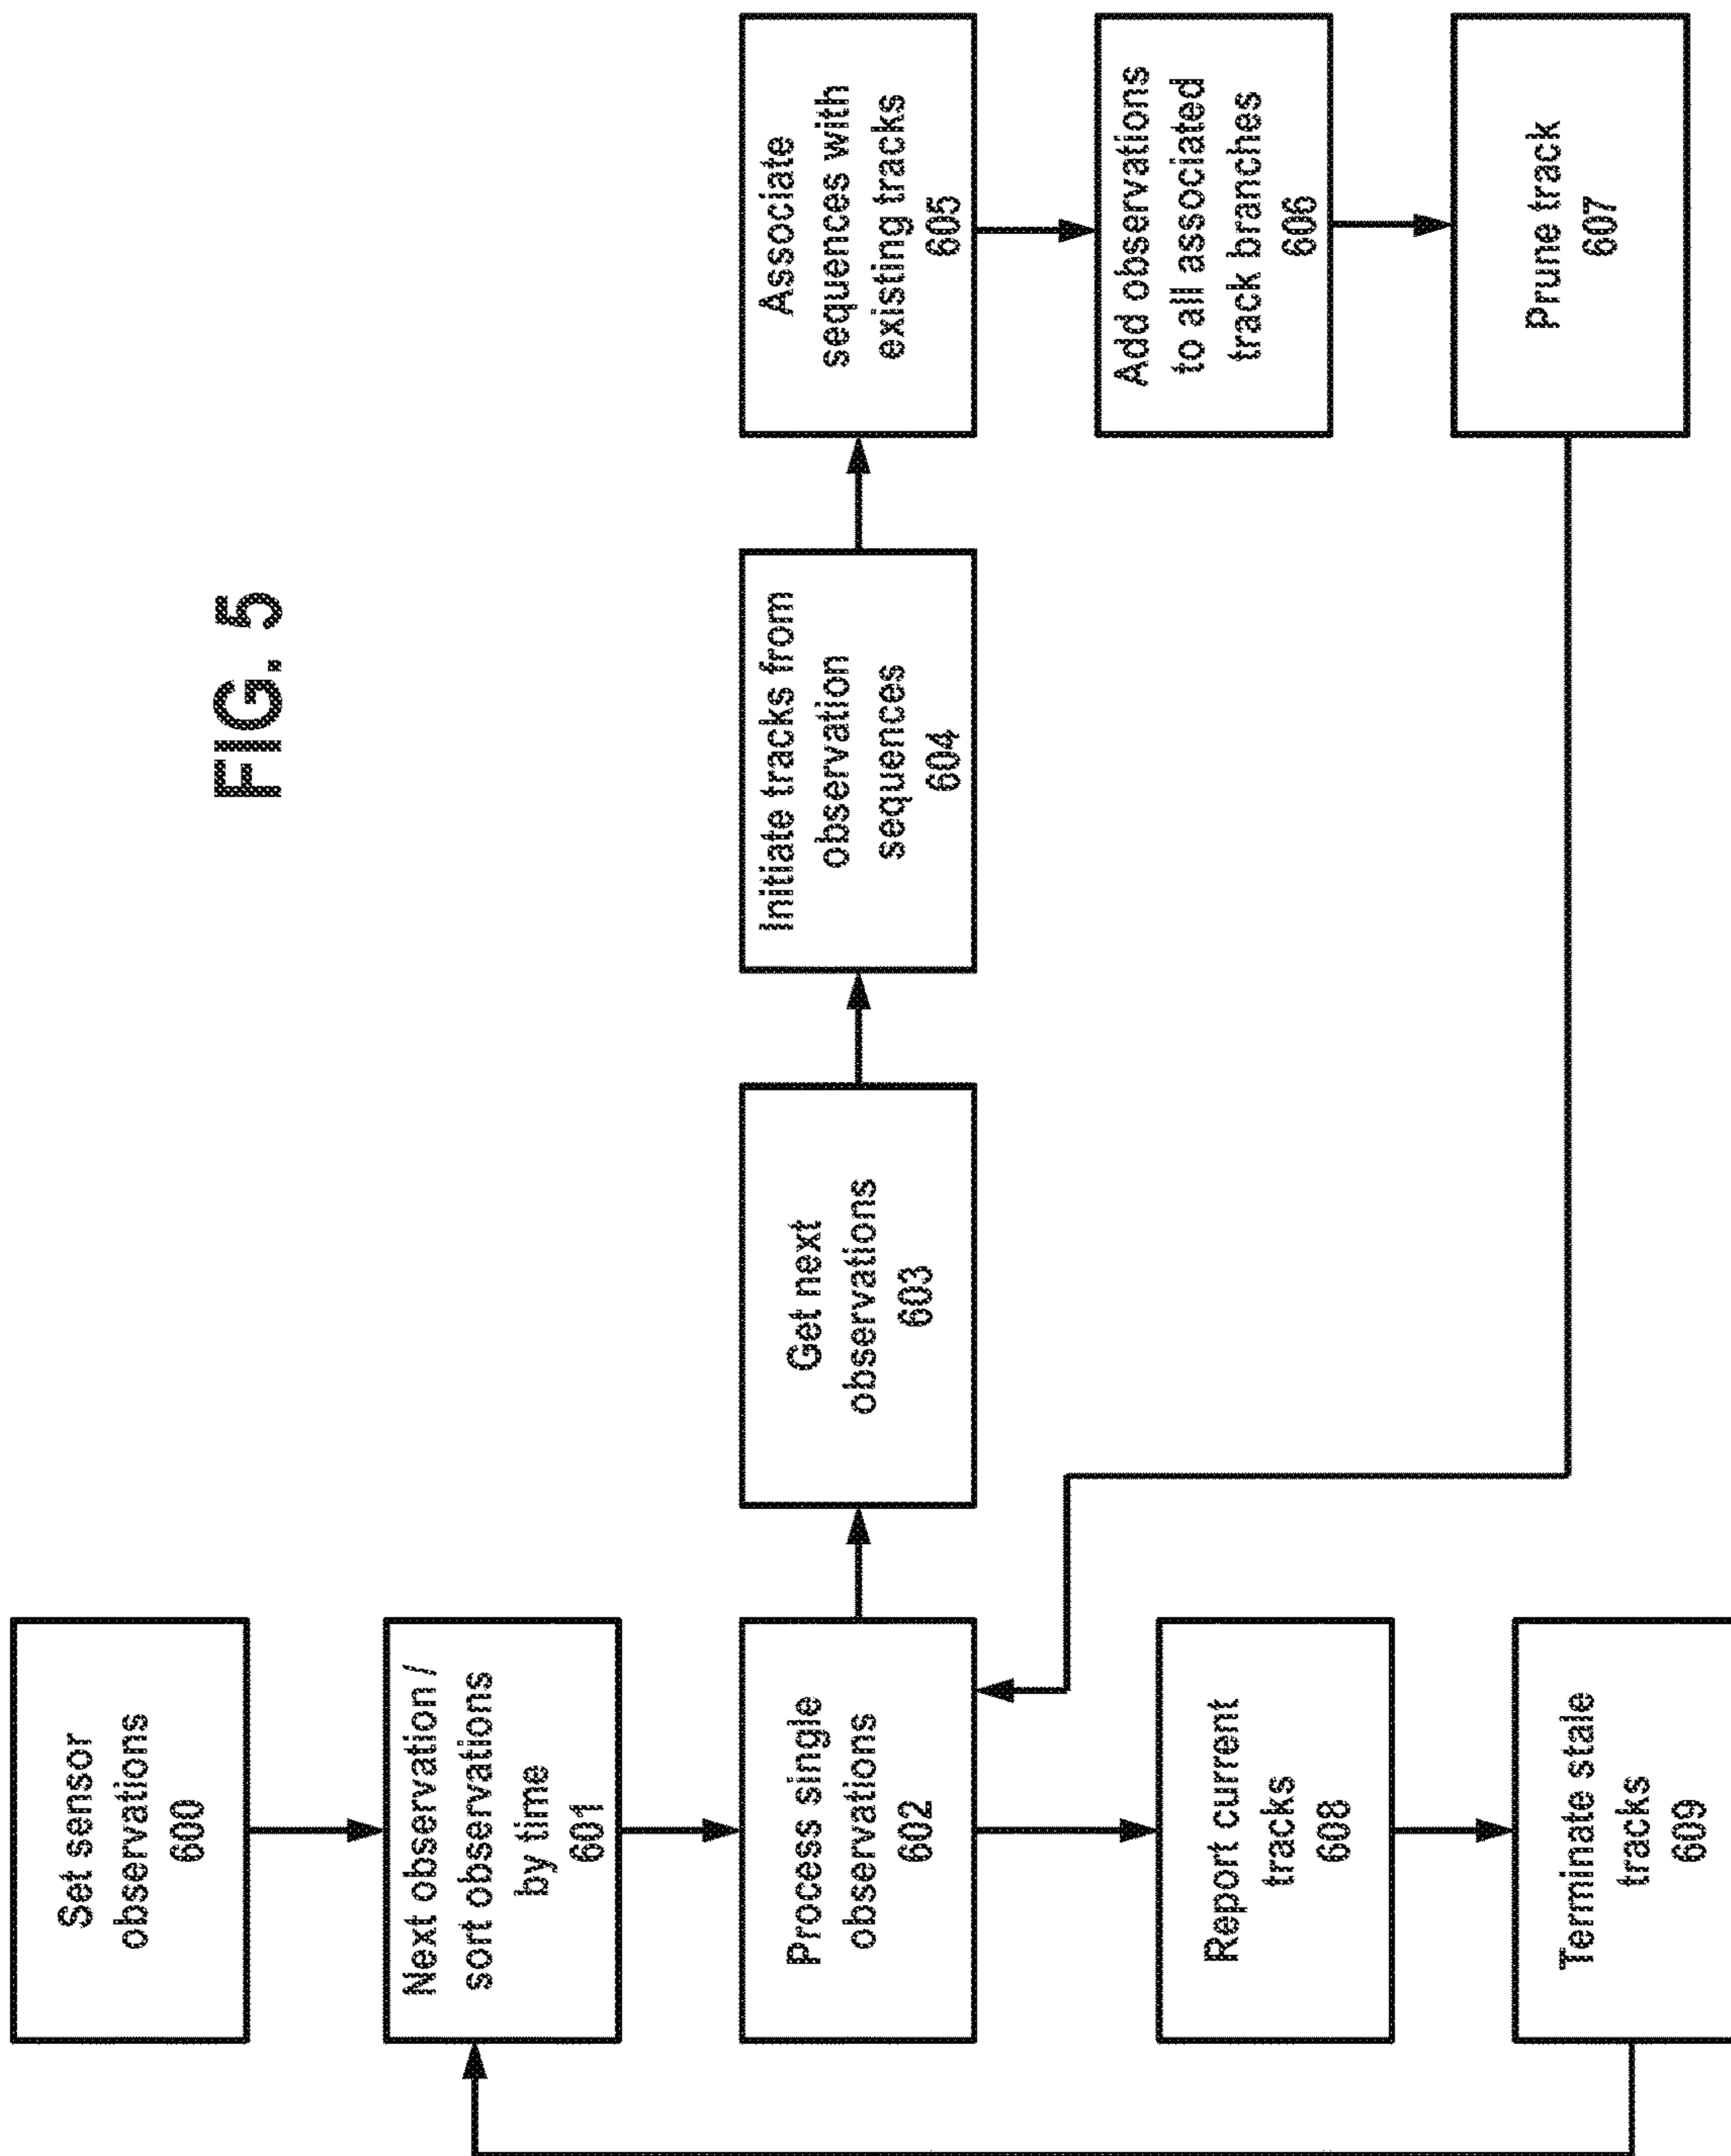 FIG. 5
Set sensor
observations
600
Next observation /
sort observations
by time
601
Process single
observations
602
Get next
observations
603
Initiate tracks from
observation
sequences
604
Associate
sequences with
existing tracks
605
Add observations
to all associated
track branches
606
Prune track
607
Report current
tracks
608
Terminate stale
tracks
609